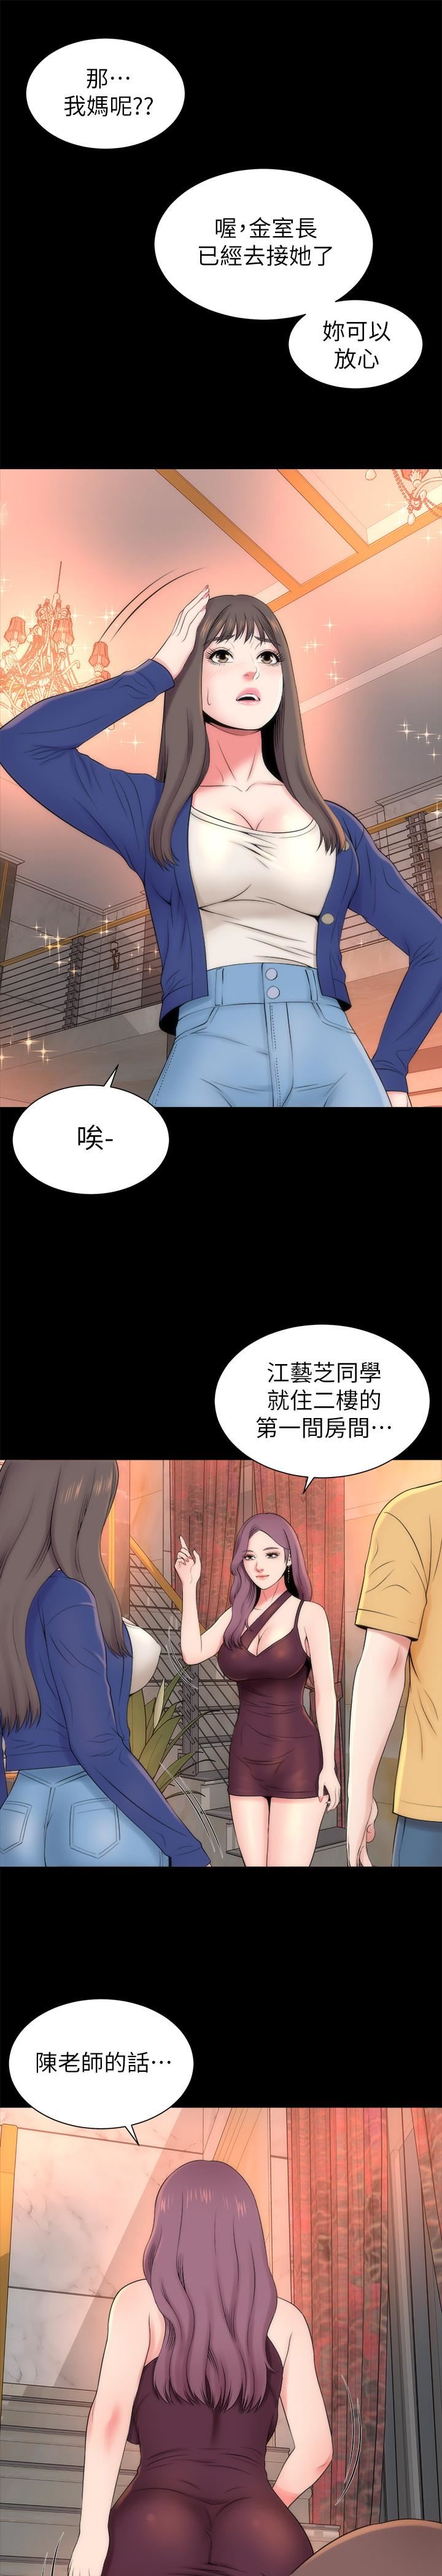 那⋯
我媽呢??
喔，金室長
已經去接她了
妳可以
放心
唉-
江藝芝同學
就住二樓的
第一間房間⋯
陳老師的話⋯